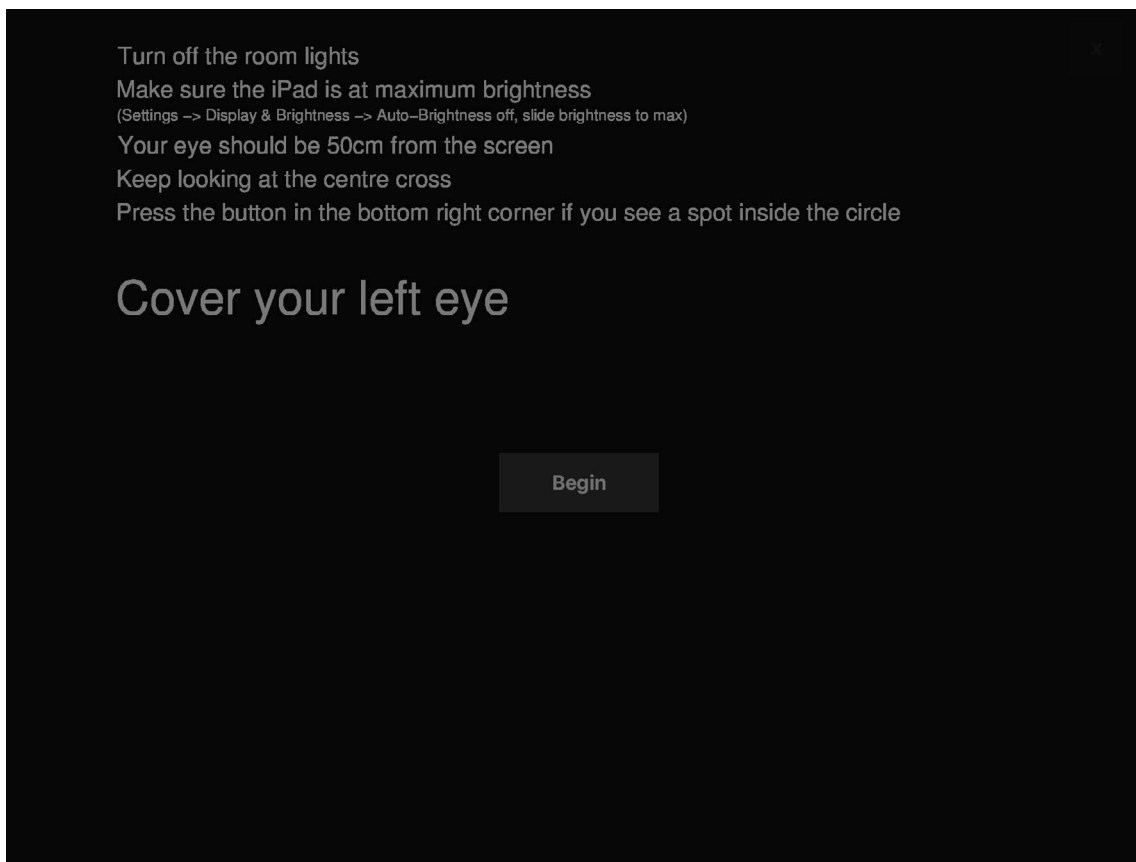 X
Turn off the room lights
Make sure the iPad is at maximum brightness
(Settings –> Display & Brightness –> Auto–Brightness off, slide brightness to max)
Your eye should be 50cm from the screen
Keep looking at the centre cross
Press the button in the bottom right corner if you see a spot inside the circle
Cover your left eye
Begin